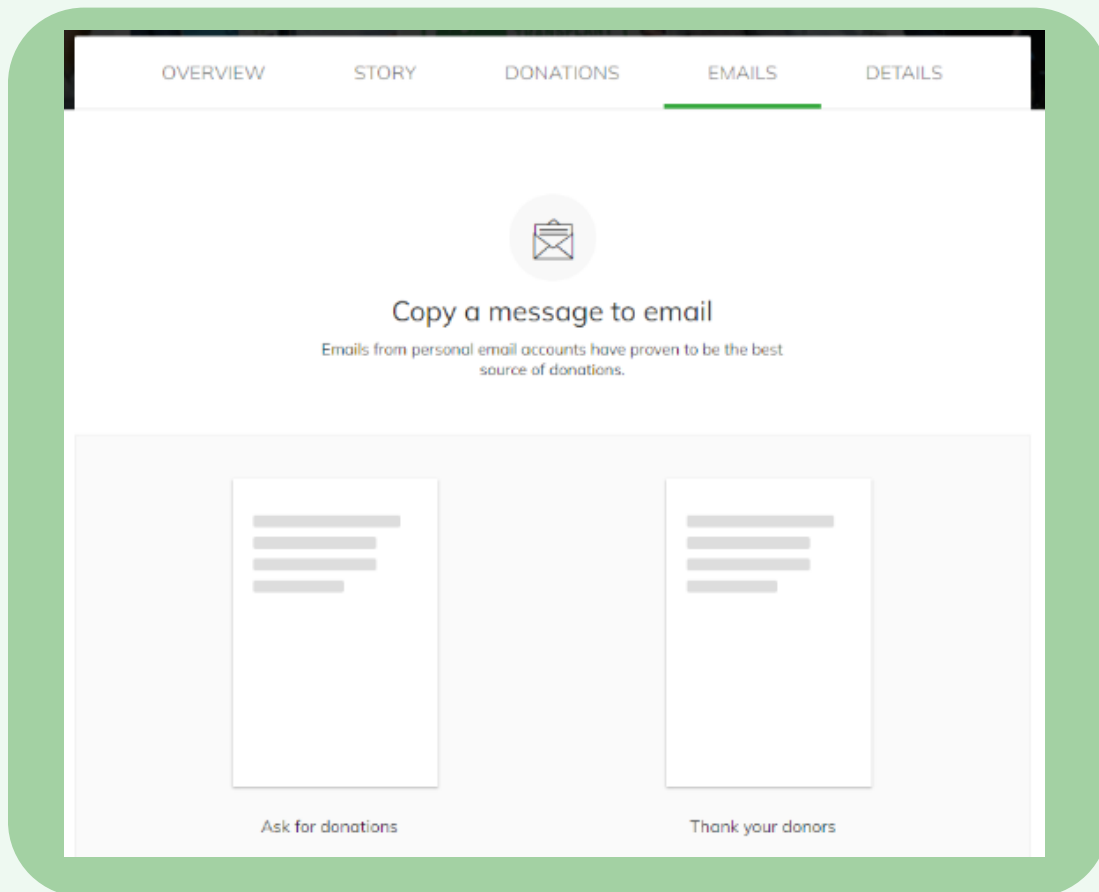 OVERVIEW STORY DONATIONS EMAILS DETAILS
Copy a message to email
Emails from personal email accounts have proven to be the best
source of donations.
Ask for donations Thank your donors